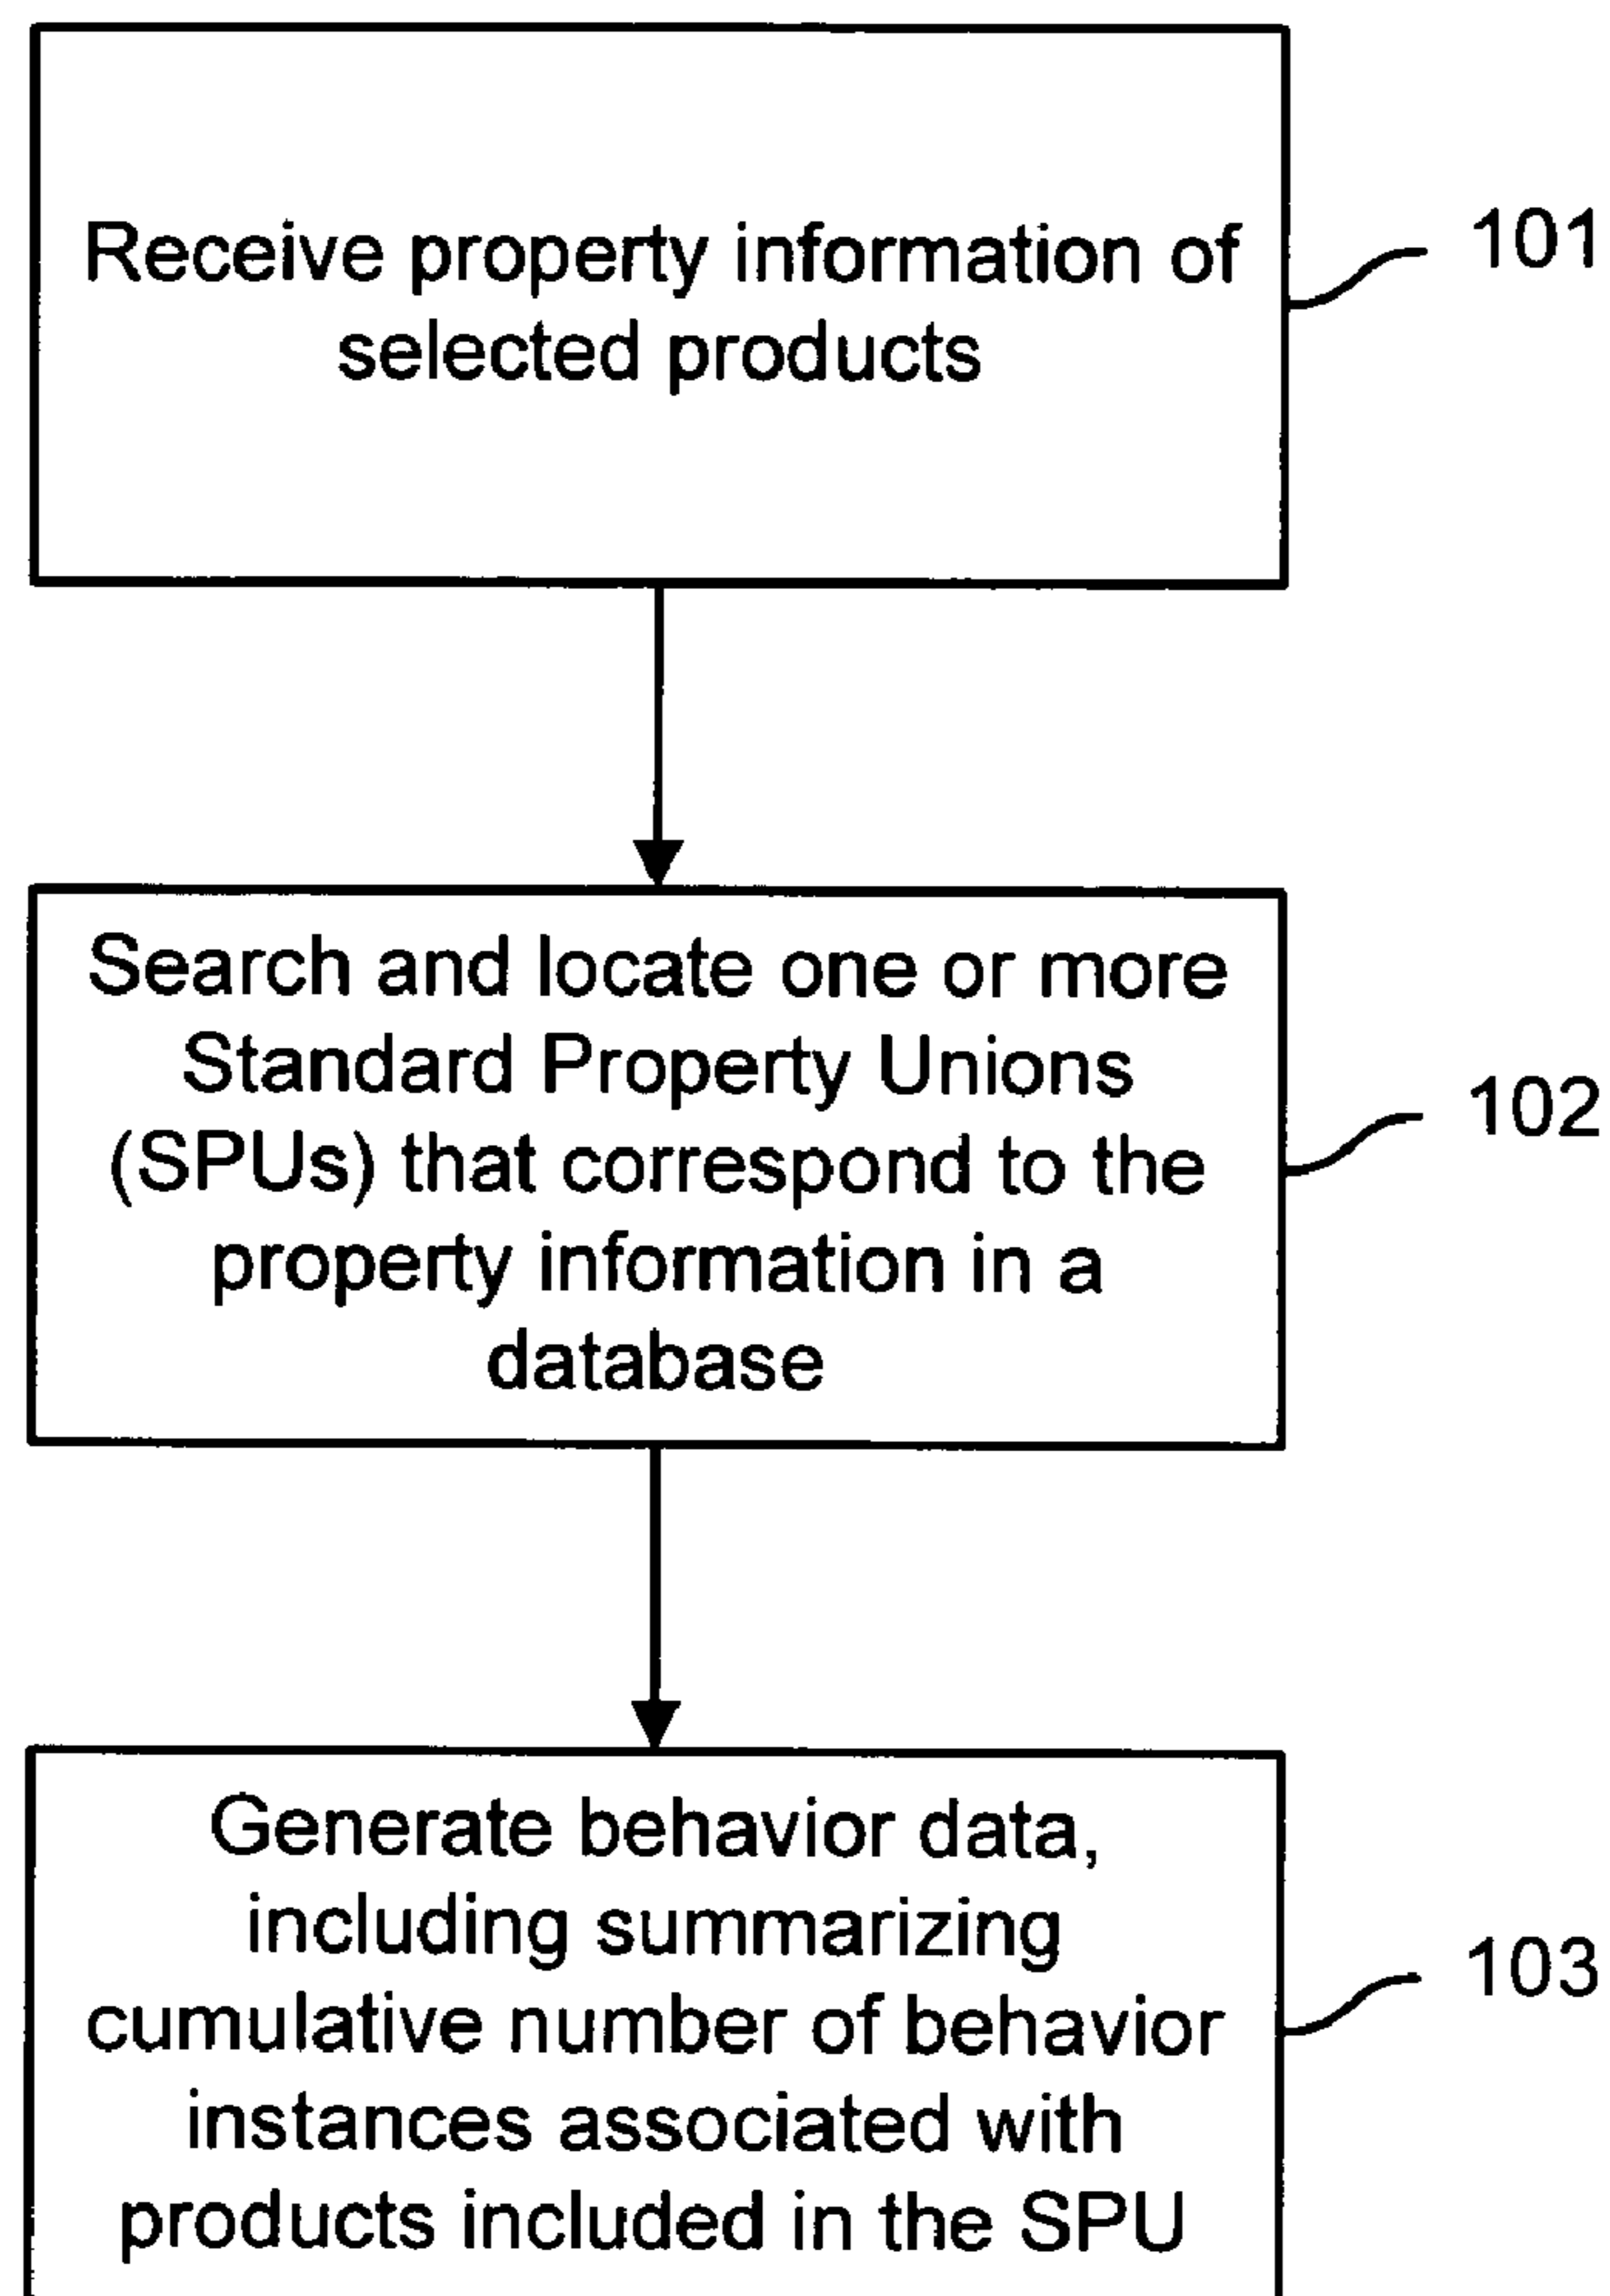 Receive property information of
selected products
101
Search and locate one or more
Standard Property Unions
(SPUs) that correspond to the
property information in a
database
102
Generate behavior data,
including summarizing
cumulative number of behavior
instances associated with
products included in the SPU
103